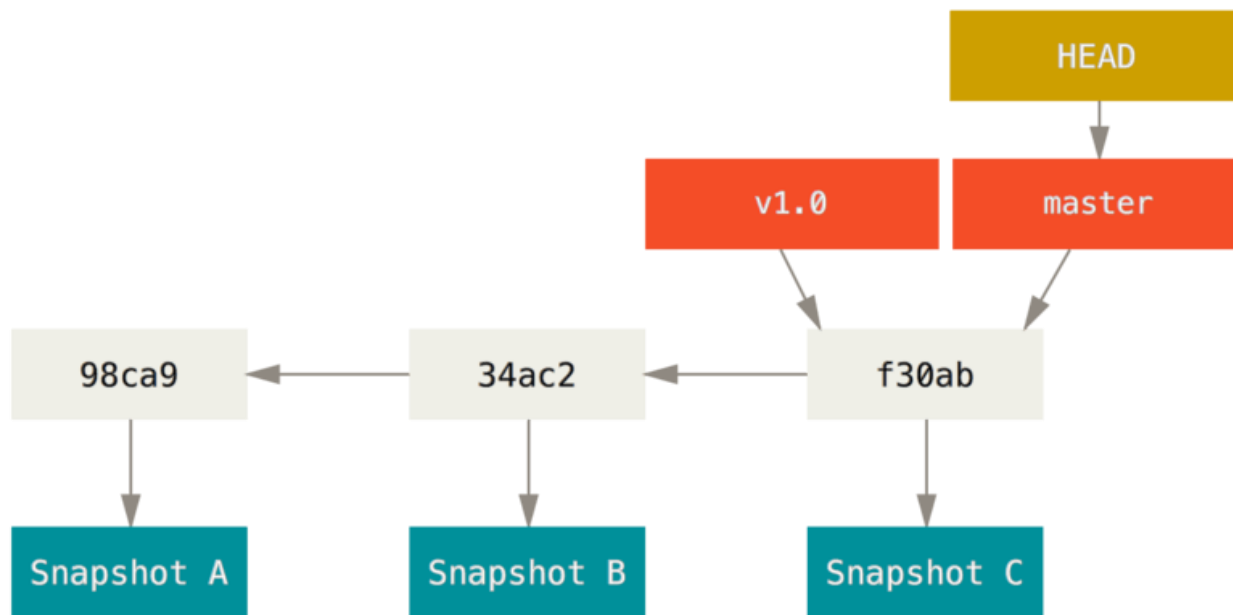 HEAD
v1.0
master
98ca9
34ac2
f30ab
Snapshot A
Snapshot B
Snapshot C